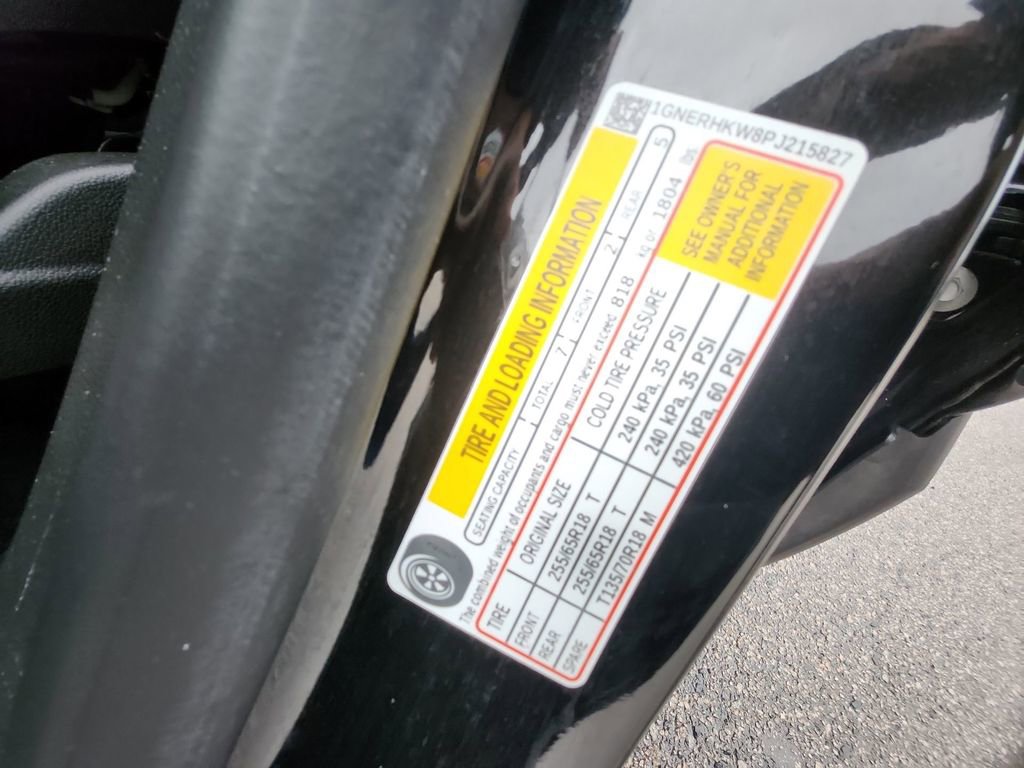 1GNERHKW8PJ215827
TIRE AND LOADING INFORMATION
SEATING CAPACITY TOTAL 7 FRONT 2 REAR 5
The combined weight of occupants and cargo must never exceed 818 kg or 1804 lbs.
TIRE ORIGINAL SIZE COLD TIRE PRESSURE
FRONT 255/65R18 T 240 kPa, 35 PSI
REAR 255/65R18 T 240 kPa, 35 PSI
SPARE T135/70R18 M 420 kPa, 60 PSI
SEE OWNER'S
MANUAL FOR
ADDITIONAL
INFORMATION